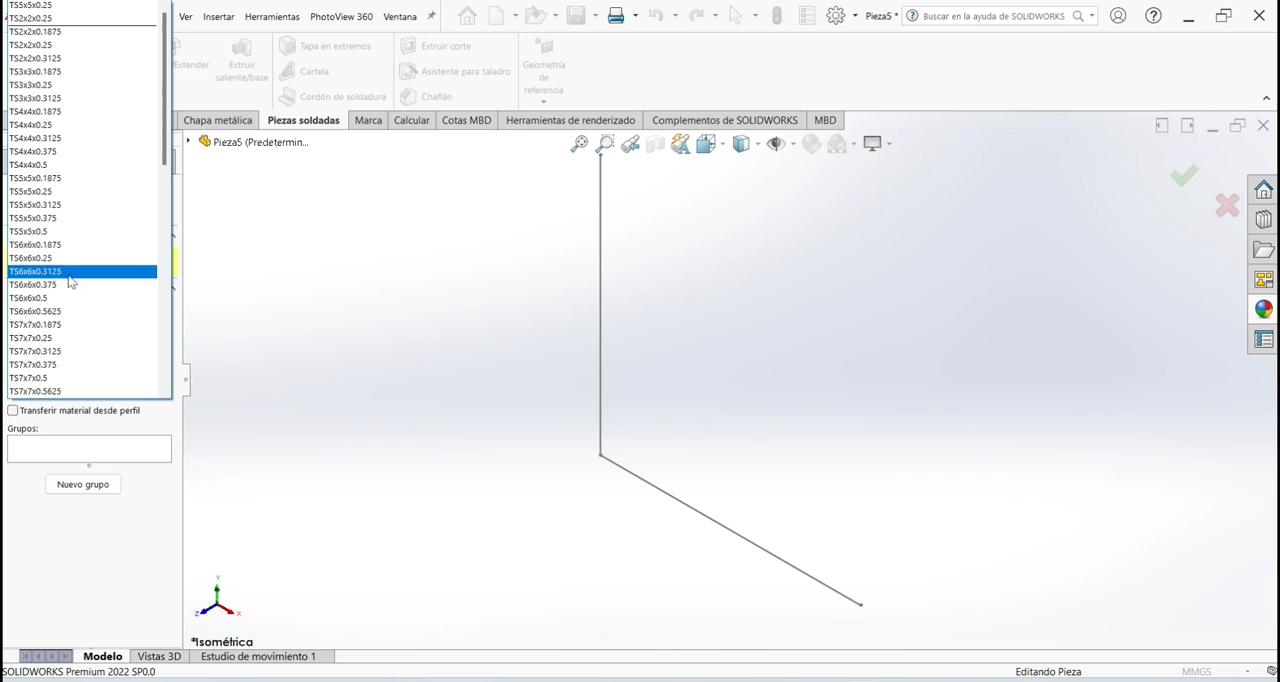 TS5x5x0.25
TS2x2x0.25
TS2x2x0.1875
TS2x2x0.25
TS2x2x0.3125
TS3x3x0.1875
TS3x3x0.25
TS3x3x0.3125
TS4x4x0.1875
TS4x4x0.25
TS4x4x0.3125
TS4x4x0.375
TS4x4x0.5
TS5x5x0.1875
TS5x5x0.25
TS5x5x0.3125
TS5x5x0.375
TS5x5x0.5
TS6x6x0.1875
TS6x6x0.25
TS6x6x0.3125
TS6x6x0.375
TS6x6x0.5
TS6x6x0.5625
TS7x7x0.1875
TS7x7x0.25
TS7x7x0.3125
TS7x7x0.375
TS7x7x0.5
TS7x7x0.5625
Transferir material desde perfil
Grupos:
Nuevo grupo
Ver Insertar Herramientas PhotoView 360 Ventana
Pieza5 *
Buscar en la ayuda de SOLIDWORKS
Extender
Extruir
saliente/base
Tapa en extremos
Cartela
Cordón de soldadura
Extruir corte
Asistente para taladro
Chaflán
Geometría
de
referencia
Chapa metálica Piezas soldadas Marca Calcular Cotas MBD Herramientas de renderizado Complementos de SOLIDWORKS MBD
Pieza5 (Predetermin...
Y
Z
X
*Isométrica
Modelo Vistas 3D Estudio de movimiento 1
SOLIDWORKS Premium 2022 SP0.0
Editando Pieza
MMGS
-